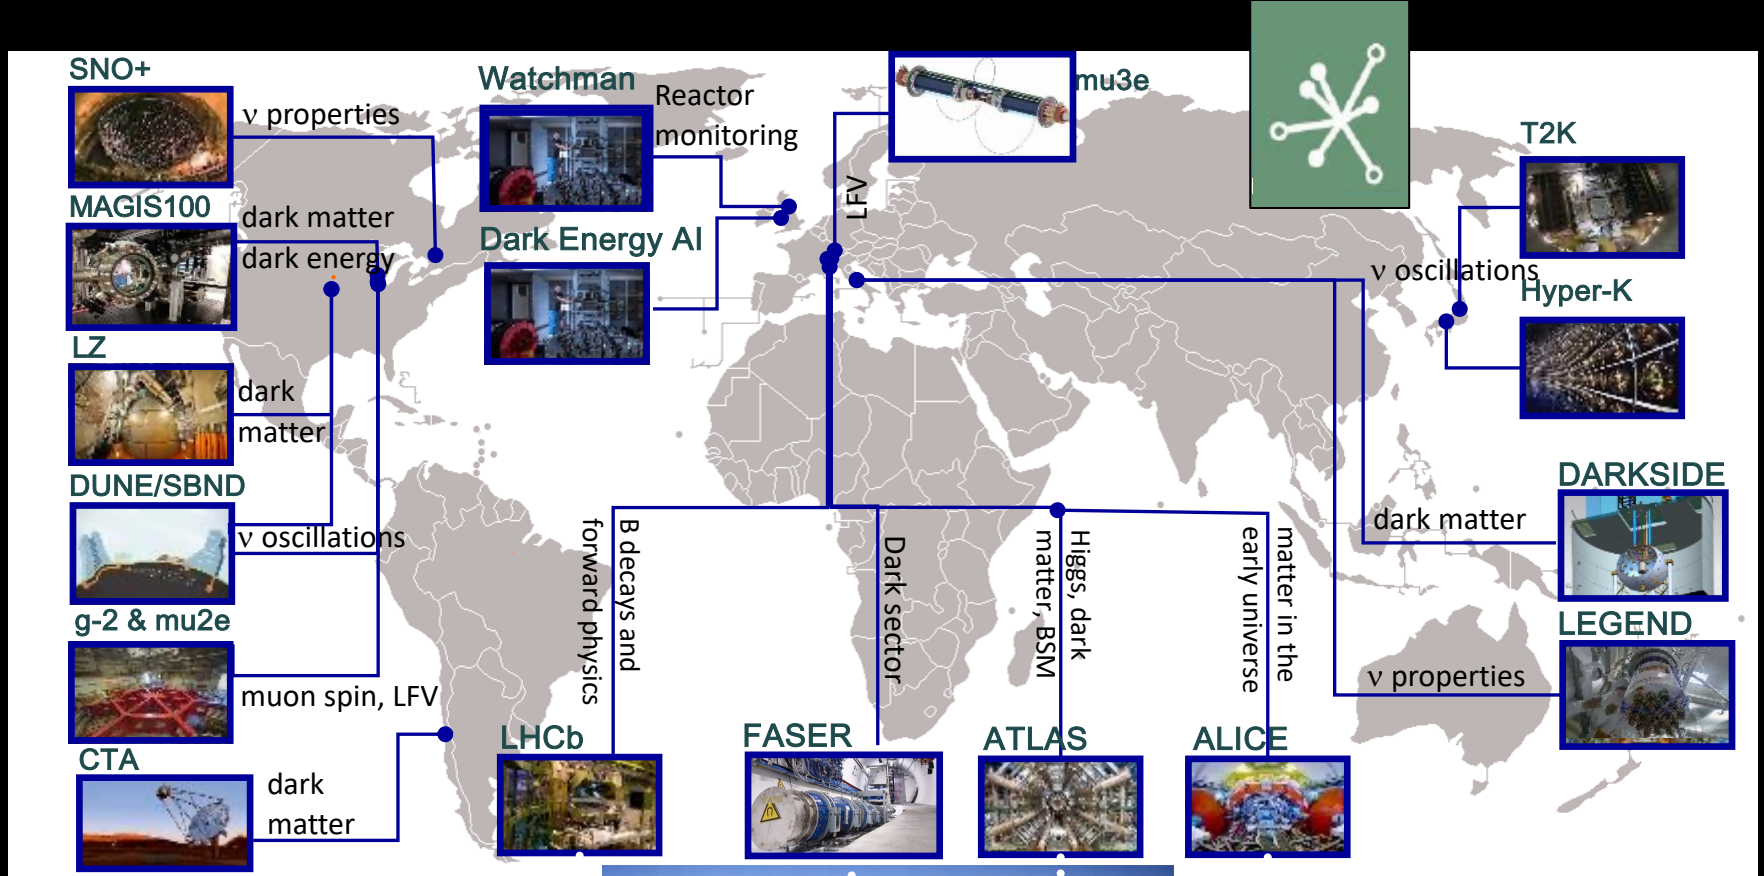 SNO+
ν properties
MAGIS100
dark matter
dark energy
LZ
dark
matter
DUNE/SBND
ν oscillations
g-2 & mu2e
muon spin, LFV
CTA
dark
matter
Watchman
Reactor
monitoring
Dark Energy AI
mu3e
LFV
T2K
ν oscillations
Hyper-K
DARKSIDE
dark matter
LEGEND
ν properties
B decays and
forward physics
LHCb
Dark sector
FASER
Higgs, dark
matter, BSM
ATLAS
matter in the
early universe
ALICE